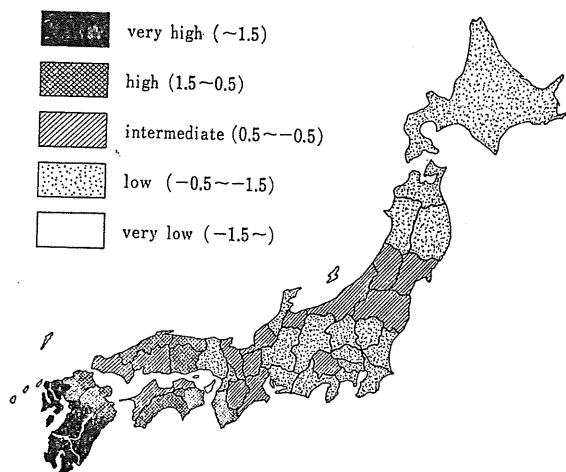 very high (~1.5)
high (1.5~0.5)
intermediate (0.5~-0.5)
low (-0.5~-1.5)
very low (-1.5~)